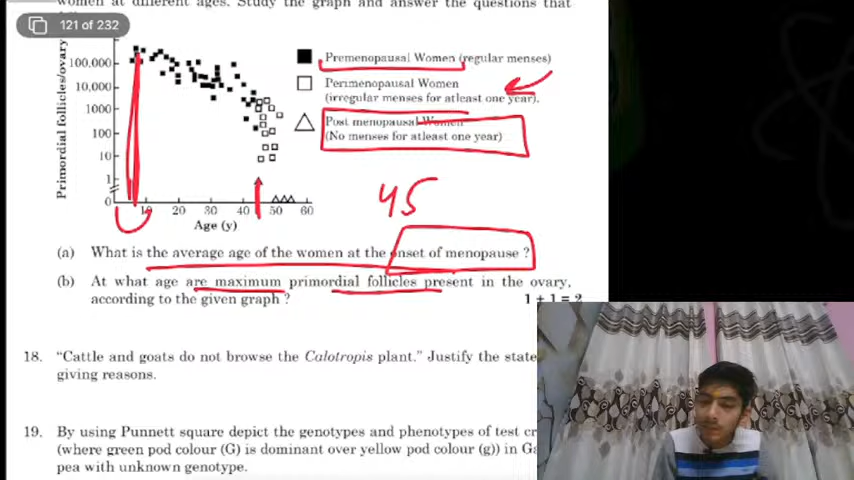 women at different ages. Study the graph and answer the questions that
121 of 232
Primordial follicles/ovary
100,000
10,000
1000
100
10
1
0
10 20 30 40 50 60
Age (y)
Premenopausal Women (regular menses)
Perimenopausal Women
(irregular menses for atleast one year).
Post menopausal Women
(No menses for atleast one year)
45
(a) What is the average age of the women at the onset of menopause ?
(b) At what age are maximum primordial follicles present in the ovary,
according to the given graph ?
1 + 1 = 2
18. “Cattle and goats do not browse the Calotropis plant.” Justify the state
giving reasons.
19. By using Punnett square depict the genotypes and phenotypes of test cr
(where green pod colour (G) is dominant over yellow pod colour (g)) in Ga
pea with unknown genotype.